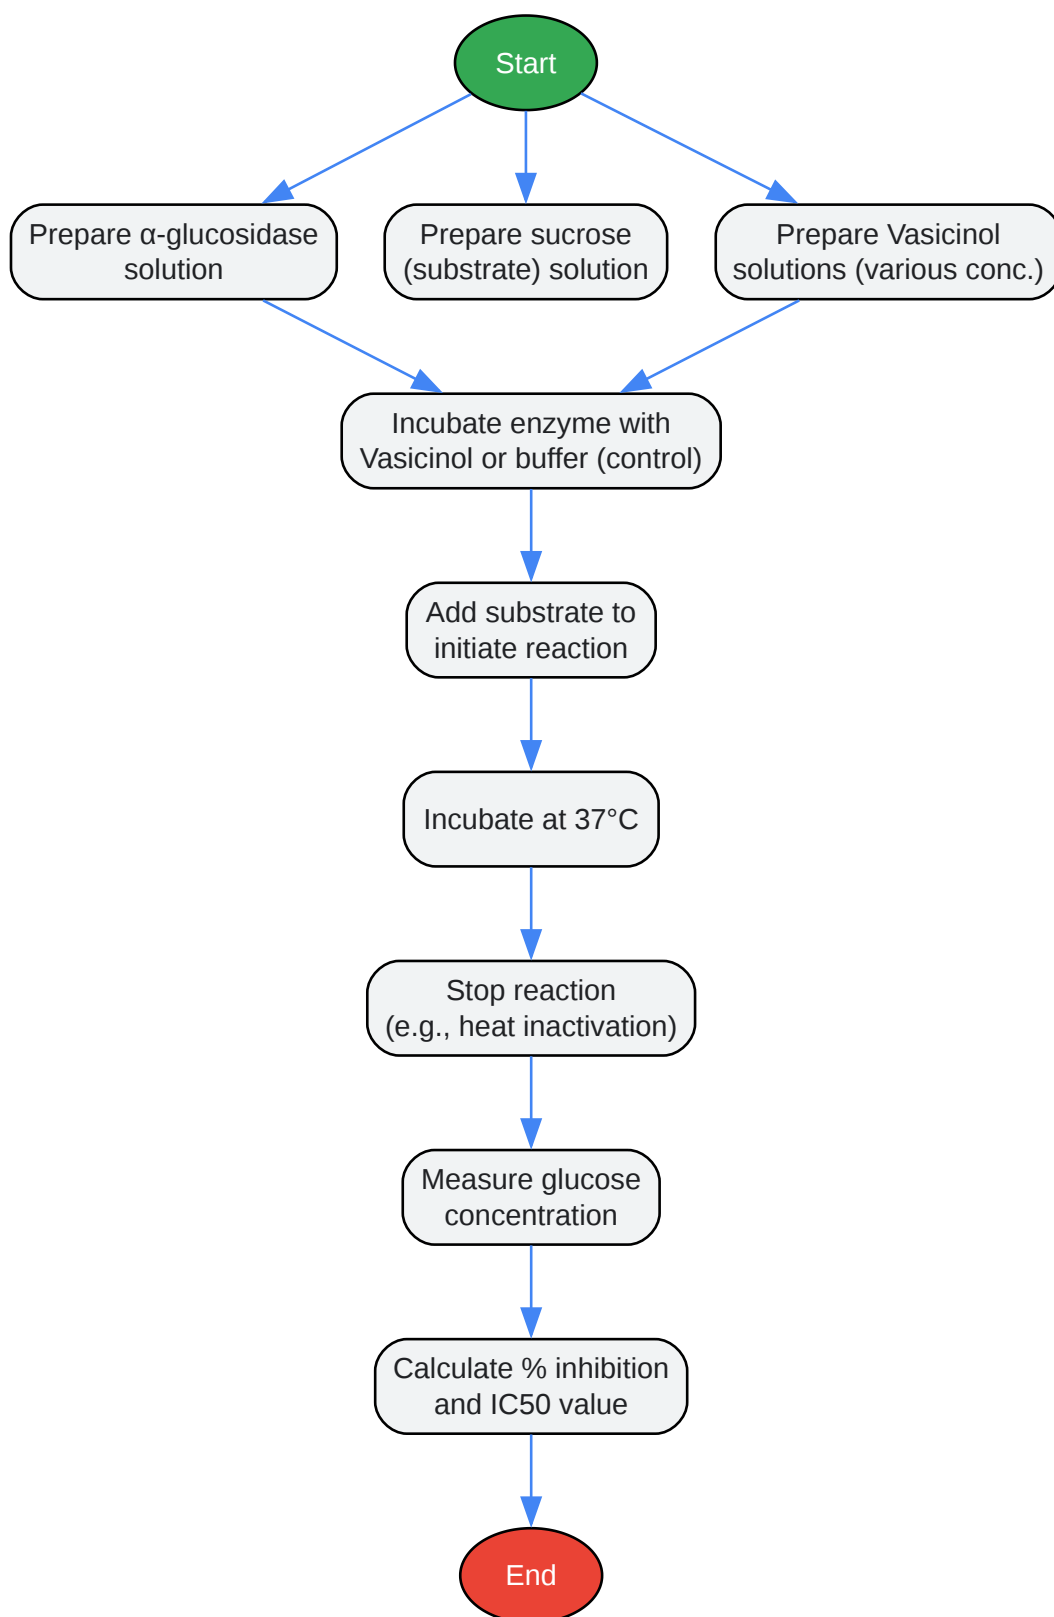 Start
Prepare α-glucosidase
solution
Prepare sucrose
(substrate) solution
Prepare Vasicinol
solutions (various conc.)
Incubate enzyme with
Vasicinol or buffer (control)
Add substrate to
initiate reaction
Incubate at 37°C
Stop reaction
(e.g., heat inactivation)
Measure glucose
concentration
Calculate % inhibition
and IC50 value
End